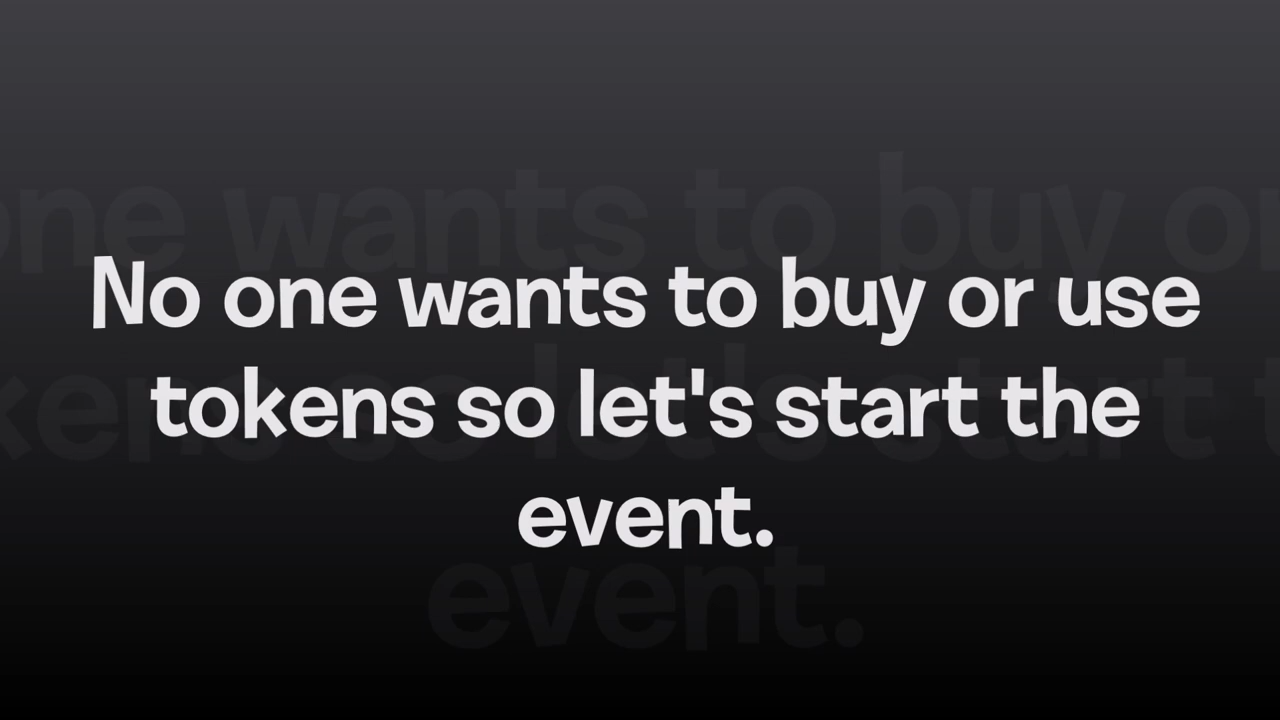 No one wants to buy or use
tokens so let's start the
event.